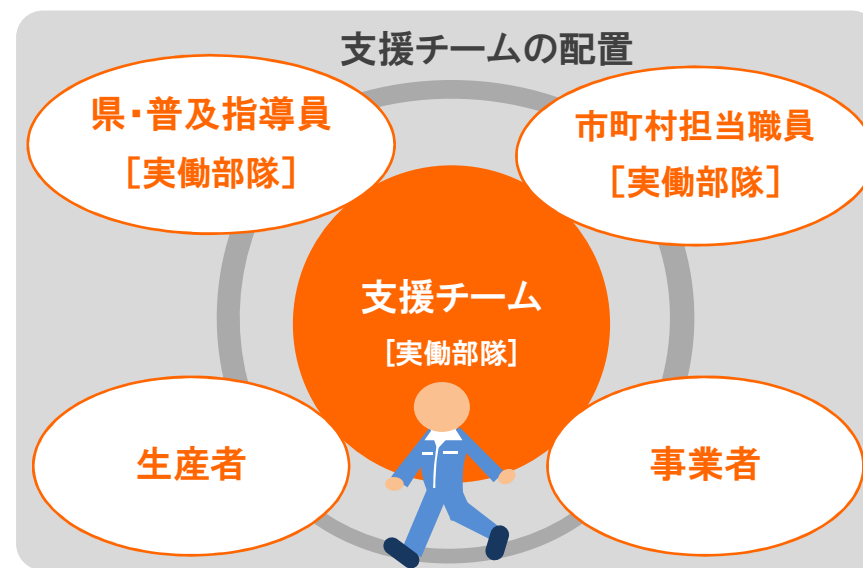 支援チームの配置
県・普及指導員
［実働部隊］
市町村担当職員
［実働部隊］
支援チーム
［実働部隊］
生産者
事業者